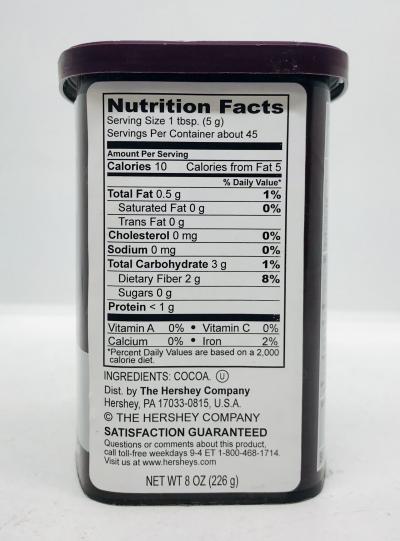 Nutrition Facts
Serving Size 1 tbsp. (5 g)
Servings Per Container about 45
Amount Per Serving
Calories 10 Calories from Fat 5
% Daily Value*
Total Fat 0.5 g 1%
Saturated Fat 0 g 0%
Trans Fat 0 g
Cholesterol 0 mg 0%
Sodium 0 mg 0%
Total Carbohydrate 3 g 1%
Dietary Fiber 2 g 8%
Sugars 0 g
Protein < 1 g
Vitamin A 0% • Vitamin C 0%
Calcium 0% • Iron 2%
*Percent Daily Values are based on a 2,000
calorie diet.
INGREDIENTS: COCOA. Ⓤ
Dist. by The Hershey Company
Hershey, PA 17033-0815, U.S.A.
© THE HERSHEY COMPANY
SATISFACTION GUARANTEED
Questions or comments about this product,
call toll-free weekdays 9-4 ET 1-800-468-1714.
Visit us at www.hersheys.com
NET WT 8 OZ (226 g)